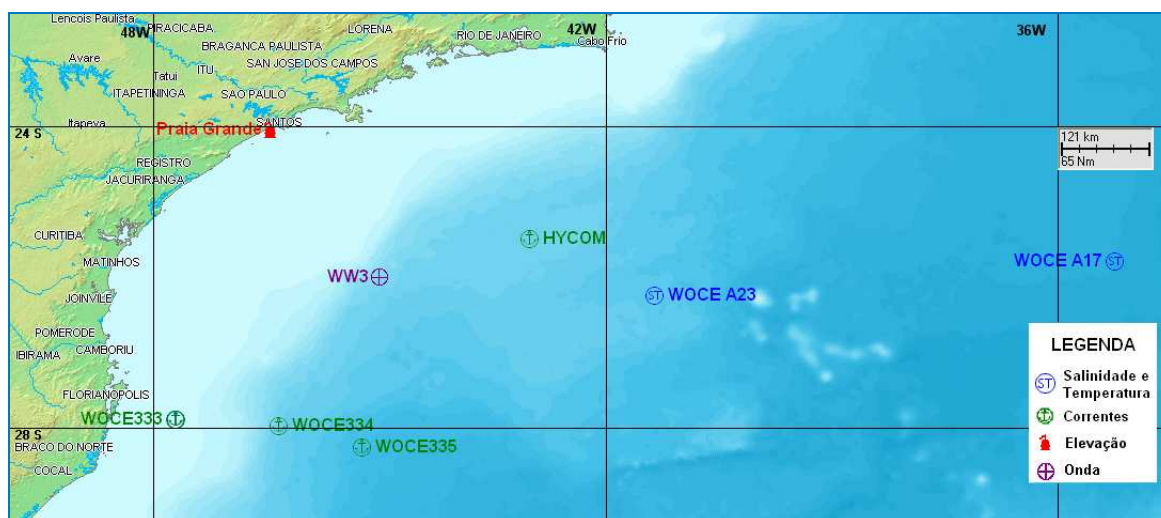 Lencois Paulista
48W
PIRACICABA
LORENA
RIO DE JANEIRO
42W
Cabo Frio
36W
BRAGANCA PAULISTA
Avare
ITU
SAN JOSE DOS CAMPOS
Tatui
ITAPETININGA
SAO PAULO
Itapeva
SANTOS
Praia Grande
24 S
121 km
65 Nm
REGISTRO
JACURIRANGA
CURITIBA
HYCOM
MATINHOS
WW3
WOCE A17
ST
JOINVILE
ST
WOCE A23
POMERODE
CAMBORIU
IBIRAMA
LEGENDA
ST
Salinidade e
Temperatura
Correntes
Elevação
Onda
FLORIANOPOLIS
WOCE333
WOCE334
28 S
BRACO DO NORTE
WOCE335
COCAL